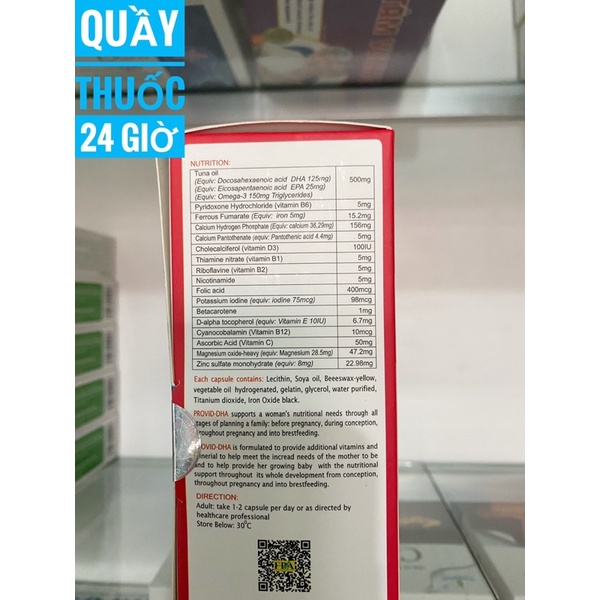 QUẦY
THUỐC
24 GIỜ
NUTRITION:
Tuna oil
(Equiv: Docosahexaenoic acid DHA 125mg)
(Equiv: Eicosapentaenoic acid EPA 25mg)
(Equiv: Omega-3 150mg Triglycerides)
500mg
Pyridoxone Hydrochloride (vitamin B6) 5mg
Ferrous Fumarate (Equiv: iron 5mg) 15.2mg
Calcium Hydrogen Phosphate (Equiv: calcium 36,29mg) 156mg
Calcium Pantothenate (equiv: Pantothenic acid 4.4mg) 5mg
Cholecalciferol (vitamin D3) 100IU
Thiamine nitrate (vitamin B1) 5mg
Riboflavine (vitamin B2) 5mg
Nicotinamide 5mg
Folic acid 400mcg
Potassium iodine (equiv: iodine 75mcg) 98mcg
Betacarotene 1mg
D-alpha tocopherol (equiv: Vitamin E 10IU) 6.7mg
Cyanocobalamin (Vitamin B12) 10mcg
Ascorbic Acid (Vitamin C) 50mg
Magnesium oxide-heavy (equiv: Magnesium 28.5mg) 47.2mg
Zinc sulfate monohydrate (equiv: 8mg) 22.98mg
Each capsule contains: Lecithin, Soya oil, Beeeswax-yellow,
vegetable oil hydrogenated, gelatin, glycerol, water purified,
Titanium dioxide, Iron Oxide black.
PROVID-DHA supports a woman's nutritional needs through all
stages of planning a family: before pregnancy, during conception,
throughout pregnancy and into breastfeeding.
PROVID-DHA is formulated to provide additional vitamins and
minerial to help meet the incread needs of the mother to be
and to help provide her growing baby with the nutritional
support throughout its whole development from conception,
throughout pregnancy and into breastfeeding.
DIRECTION:
Adult: take 1-2 capsule per day or as directed by
healthcare professional
Store Below: 30°C
FPA